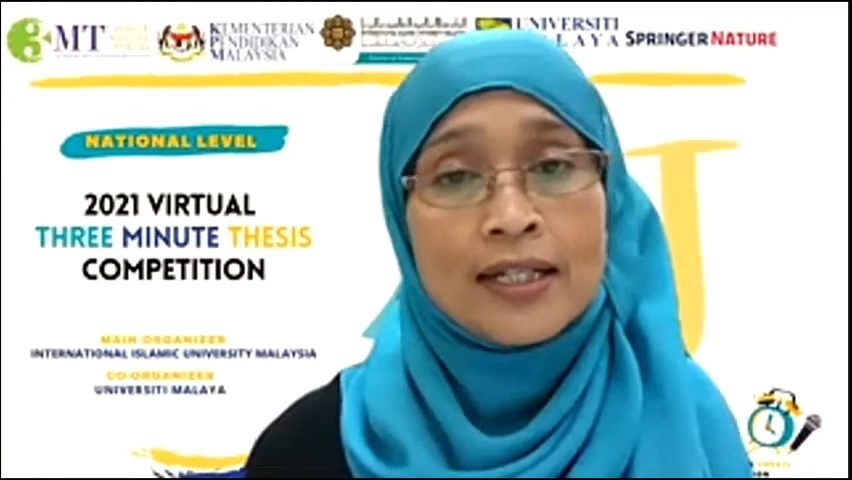 3MT
KEMENTERIAN
PENDIDIKAN
MALAYSIA
UNIVERSITI
LAYA
SPRINGER NATURE
NATIONAL LEVEL
2021 VIRTUAL
THREE MINUTE THESIS
COMPETITION
MAIN ORGANIZER
INTERNATIONAL ISLAMIC UNIVERSITY MALAYSIA
CO-ORGANIZER
UNIVERSITI MALAYA